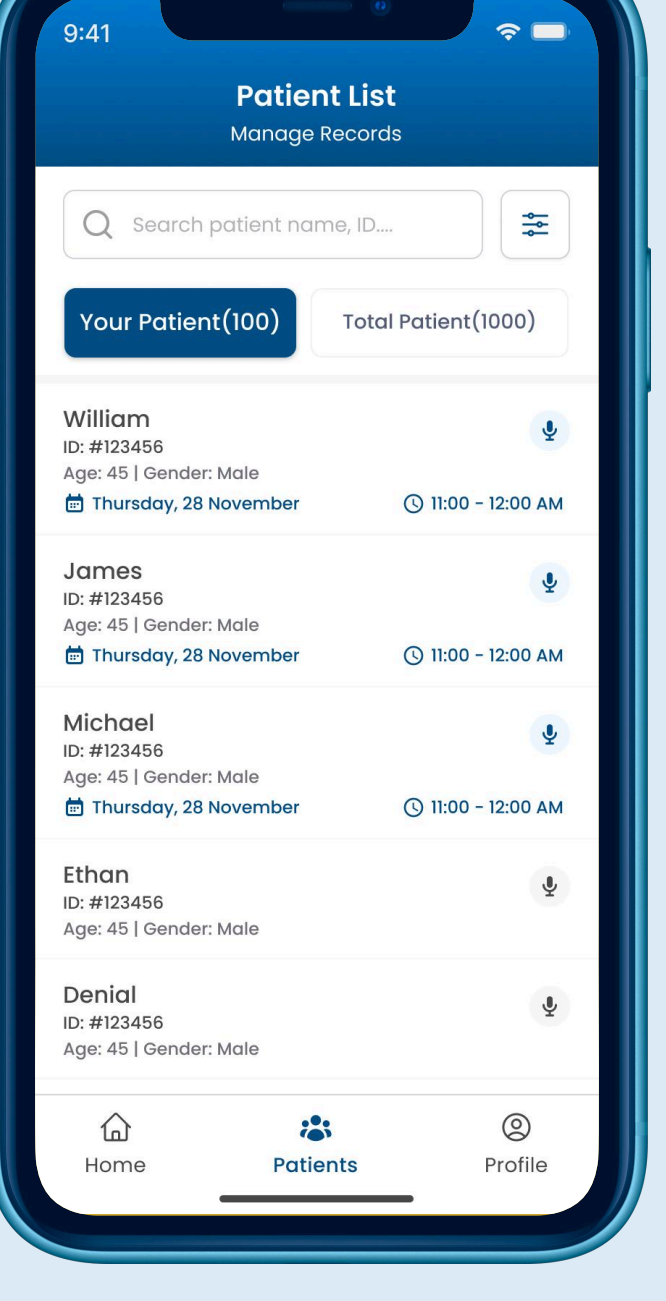 9:41
Patient List
Manage Records
Search patient name, ID....
Your Patient(100) Total Patient(1000)
William
ID: #123456
Age: 45 | Gender: Male
Thursday, 28 November 11:00 - 12:00 AM
James
ID: #123456
Age: 45 | Gender: Male
Thursday, 28 November 11:00 - 12:00 AM
Michael
ID: #123456
Age: 45 | Gender: Male
Thursday, 28 November 11:00 - 12:00 AM
Ethan
ID: #123456
Age: 45 | Gender: Male
Denial
ID: #123456
Age: 45 | Gender: Male
Home Patients Profile